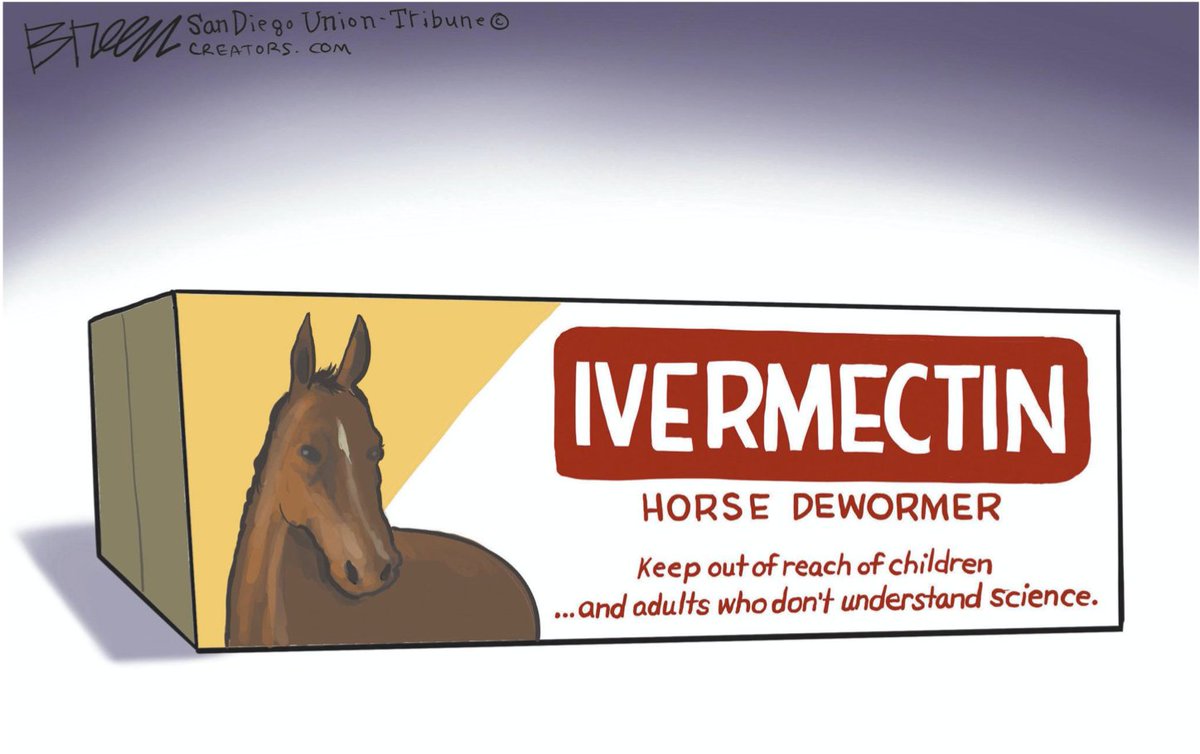 Breen San Diego Union-Tribune©
CREATORS.COM
IVERMECTIN
HORSE DEWORMER
Keep out of reach of children
...and adults who don't understand science.